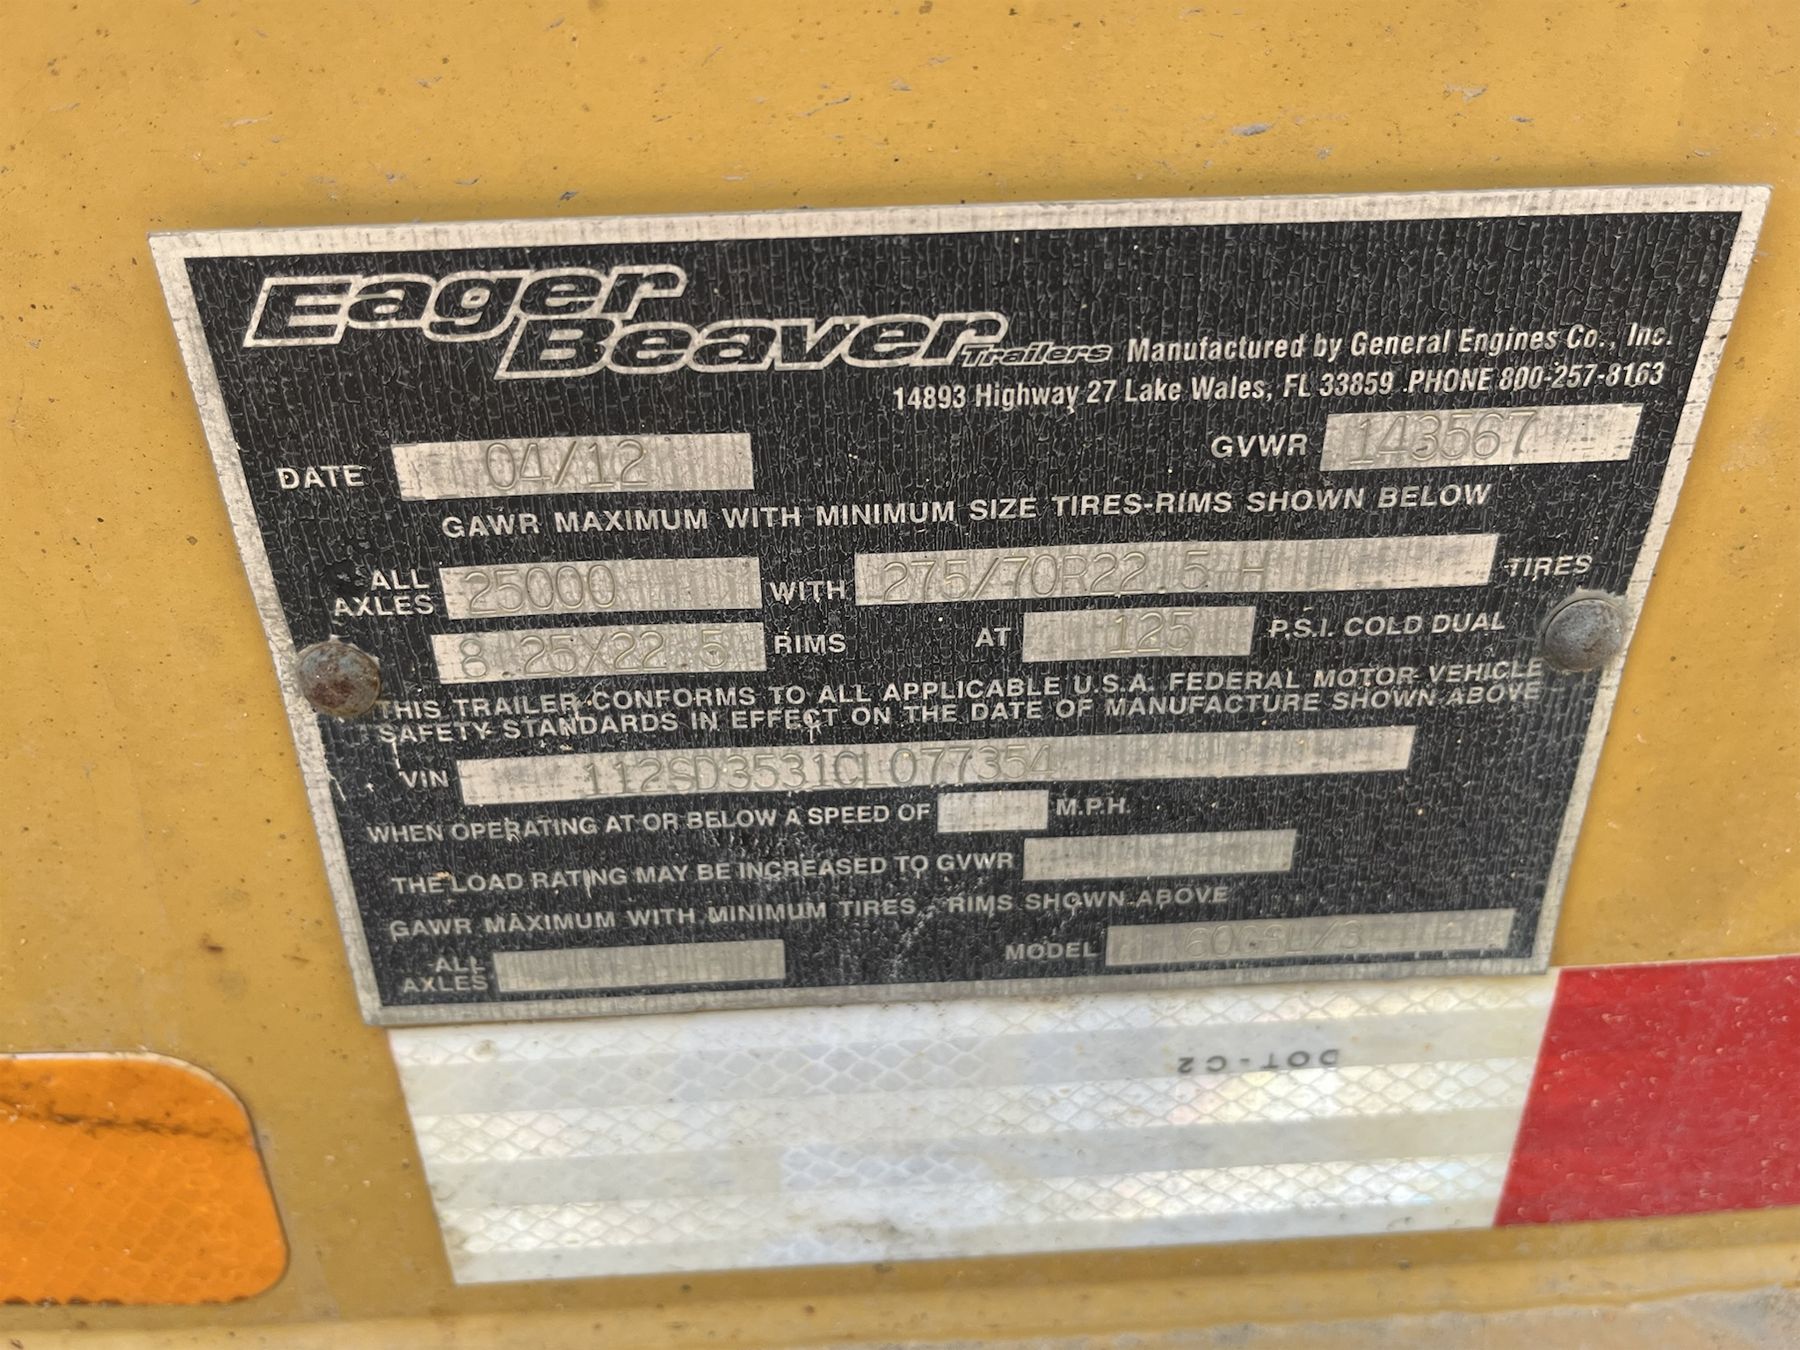 Eager Beaver Trailers Manufactured by General Engines Co., Inc.
14893 Highway 27 Lake Wales, FL 33859 PHONE 800-257-8163
DATE 04/12 GVWR 143567
GAWR MAXIMUM WITH MINIMUM SIZE TIRES-RIMS SHOWN BELOW
ALL AXLES 25000 WITH 275/70R22.5 H TIRES
8.25X22.5 RIMS AT 125 P.S.I. COLD DUAL
THIS TRAILER CONFORMS TO ALL APPLICABLE U.S.A. FEDERAL MOTOR VEHICLE
SAFETY STANDARDS IN EFFECT ON THE DATE OF MANUFACTURE SHOWN ABOVE
VIN 112SD3531CL077354
WHEN OPERATING AT OR BELOW A SPEED OF M.P.H.
THE LOAD RATING MAY BE INCREASED TO GVWR
GAWR MAXIMUM WITH MINIMUM TIRES - RIMS SHOWN ABOVE
ALL AXLES MODEL
DOT-C2